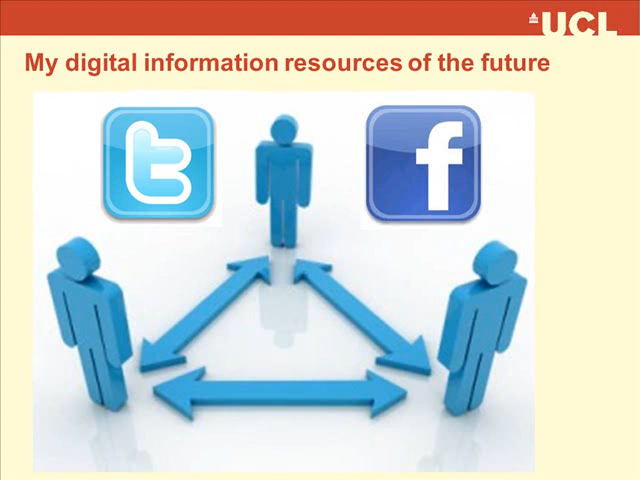 UCL
My digital information resources of the future
t
f